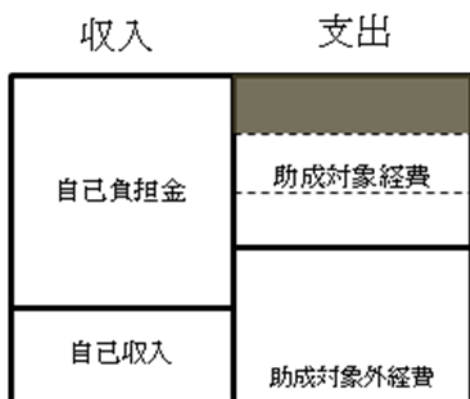 収入
支出
自己負担金
助成対象経費
自己収入
助成対象外経費